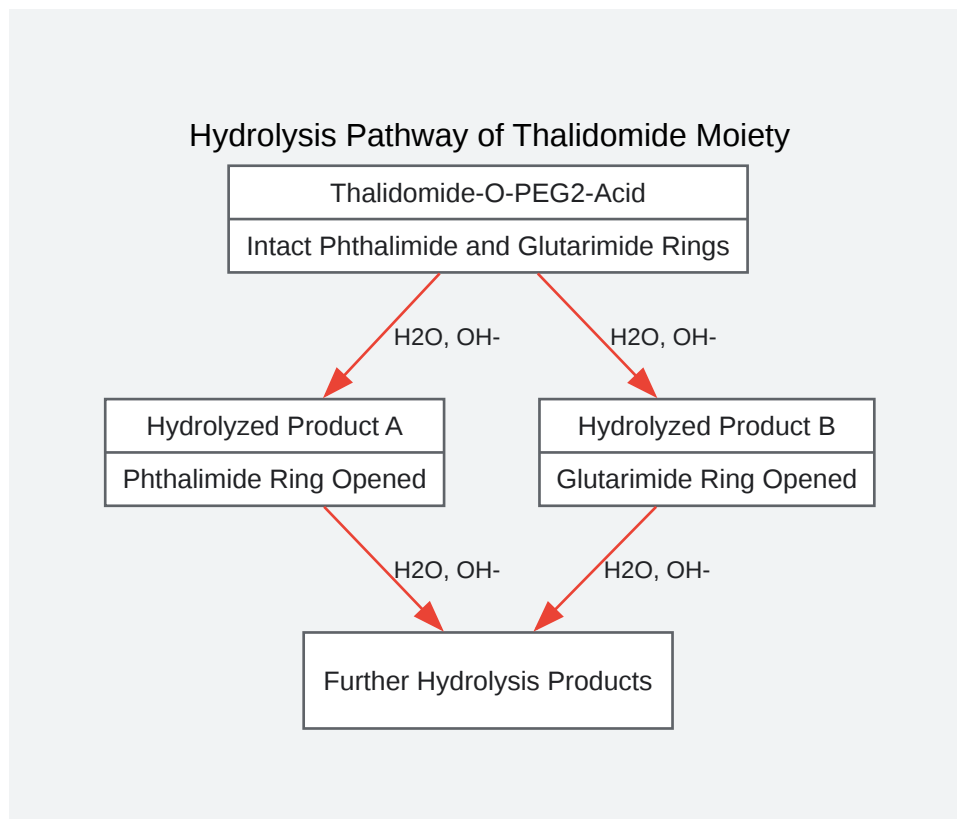 Hydrolysis Pathway of Thalidomide Moiety
Thalidomide-O-PEG2-Acid
Intact Phthalimide and Glutarimide Rings
H2O, OH-
H2O, OH-
Hydrolyzed Product A
Phthalimide Ring Opened
Hydrolyzed Product B
Glutarimide Ring Opened
H2O, OH-
H2O, OH-
Further Hydrolysis Products